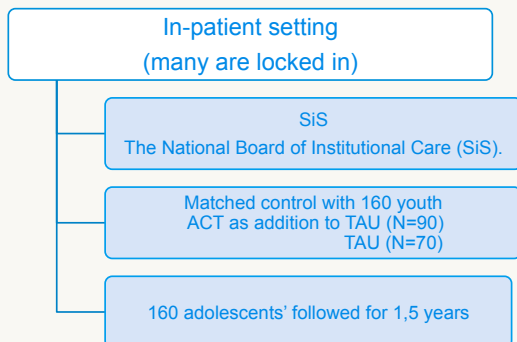 In-patient setting
(many are locked in)
SiS
The National Board of Institutional Care (SiS).
Matched control with 160 youth
ACT as addition to TAU (N=90)
TAU (N=70)
160 adolescents’ followed for 1,5 years